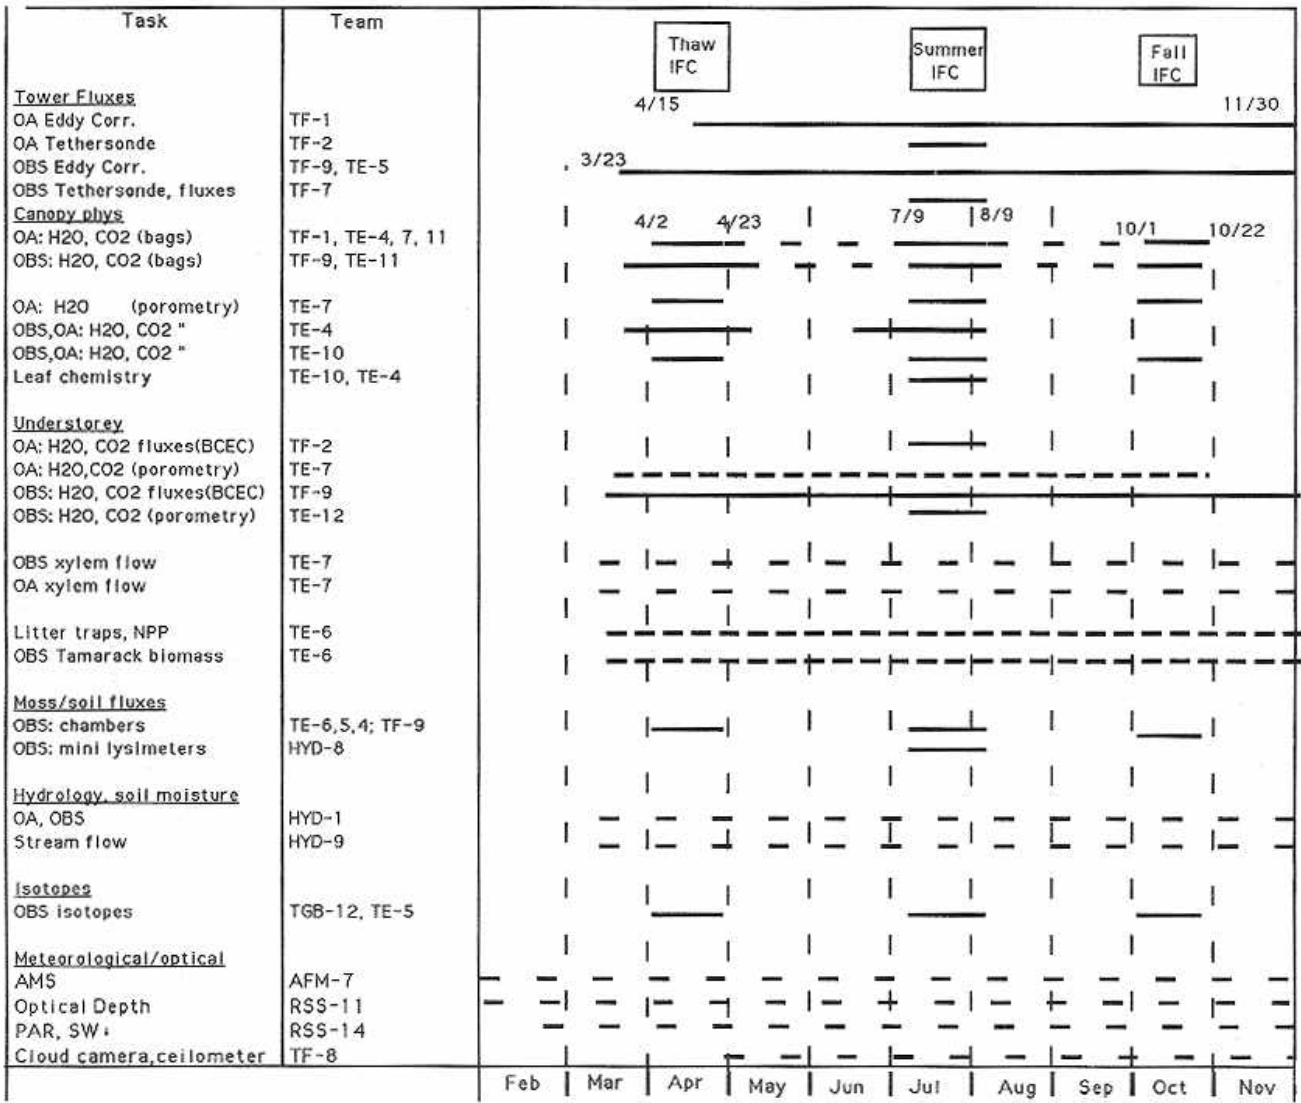 Task Team
Thaw
IFC
Summer
IFC
Fall
IFC
Tower Fluxes
4/15 11/30
OA Eddy Corr. TF-1
OA Tethersonde TF-2
3/23
OBS Eddy Corr. TF-9, TE-5
OBS Tethersonde, fluxes TF-7
Canopy phys
4/2 4/23 7/9 8/9 10/1 10/22
OA: H2O, CO2 (bags) TF-1, TE-4, 7, 11
OBS: H2O, CO2 (bags) TF-9, TE-11
OA: H2O (porometry) TE-7
OBS,OA: H2O, CO2 " TE-4
OBS,OA: H2O, CO2 " TE-10
Leaf chemistry TE-10, TE-4
Understorey
OA: H2O, CO2 fluxes(BCEC) TF-2
OA: H2O,CO2 (porometry) TE-7
OBS: H2O, CO2 fluxes(BCEC) TF-9
OBS: H2O, CO2 (porometry) TE-12
OBS xylem flow TE-7
OA xylem flow TE-7
Litter traps, NPP TE-6
OBS Tamarack biomass TE-6
Moss/soil fluxes
OBS: chambers TE-6,5,4; TF-9
OBS: mini lysimeters HYD-8
Hydrology, soil moisture
OA, OBS HYD-1
Stream flow HYD-9
Isotopes
OBS isotopes TGB-12, TE-5
Meteorological/optical
AMS AFM-7
Optical Depth RSS-11
PAR, SW↓ RSS-14
Cloud camera,ceilometer TF-8
Feb Mar Apr May Jun Jul Aug Sep Oct Nov